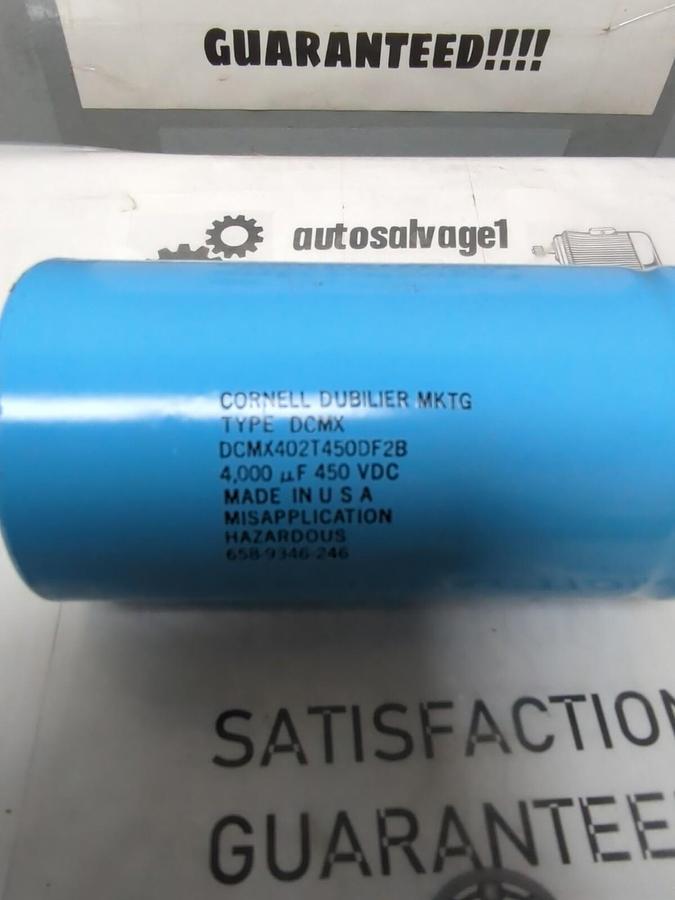 GUARANTEED!!!!
autosalvage1
CORNELL DUBILIER MKTG
TYPE DCMX
DCMX402T450DF2B
4,000 µF 450 VDC
MADE IN U S A
MISAPPLICATION
HAZARDOUS
658-9346-246
SATISFACTION
GUARANTEE